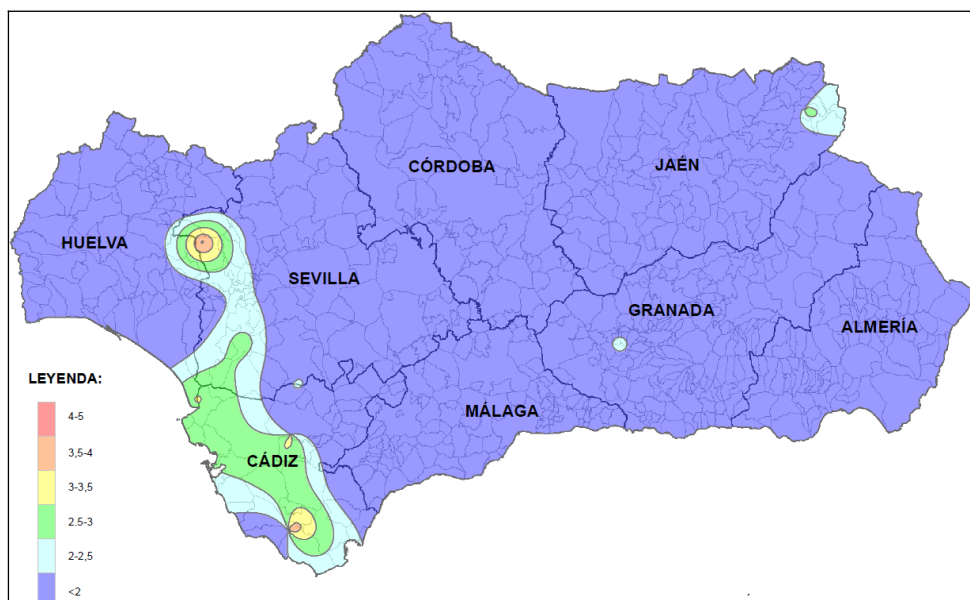 CÓRDOBA
JAÉN
HUELVA
SEVILLA
GRANADA
ALMERÍA
MÁLAGA
CÁDIZ
LEYENDA:
4-5
3,5-4
3-3,5
2.5-3
2-2,5
<2